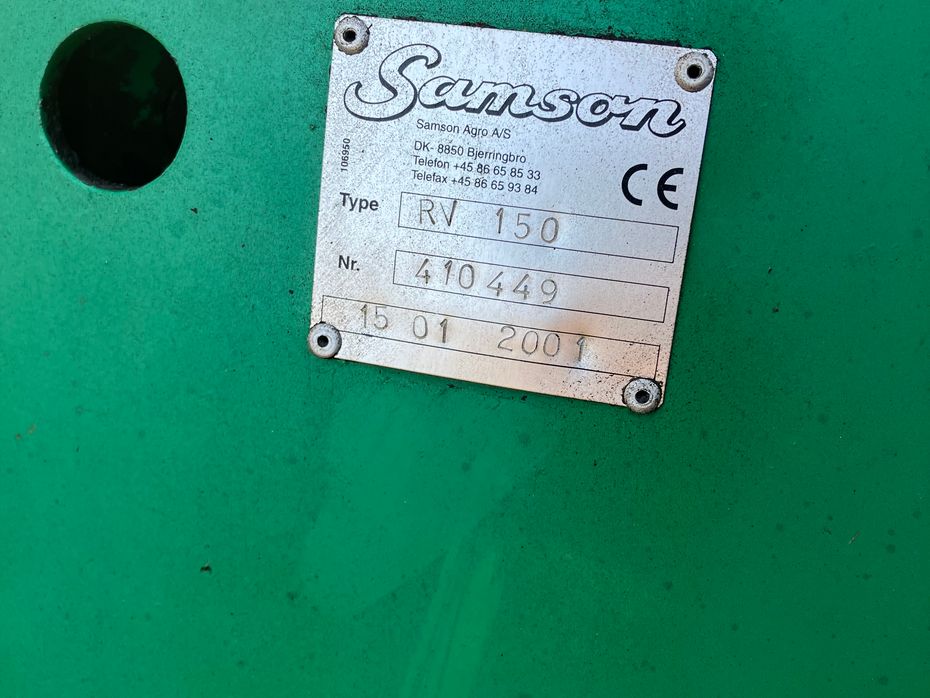 Samson
Samson Agro A/S
DK- 8850 Bjerringbro
Telefon +45 86 65 85 33
Telefax +45 86 65 93 84
106950
CE
Type RV 150
Nr. 410449
15 01 2001